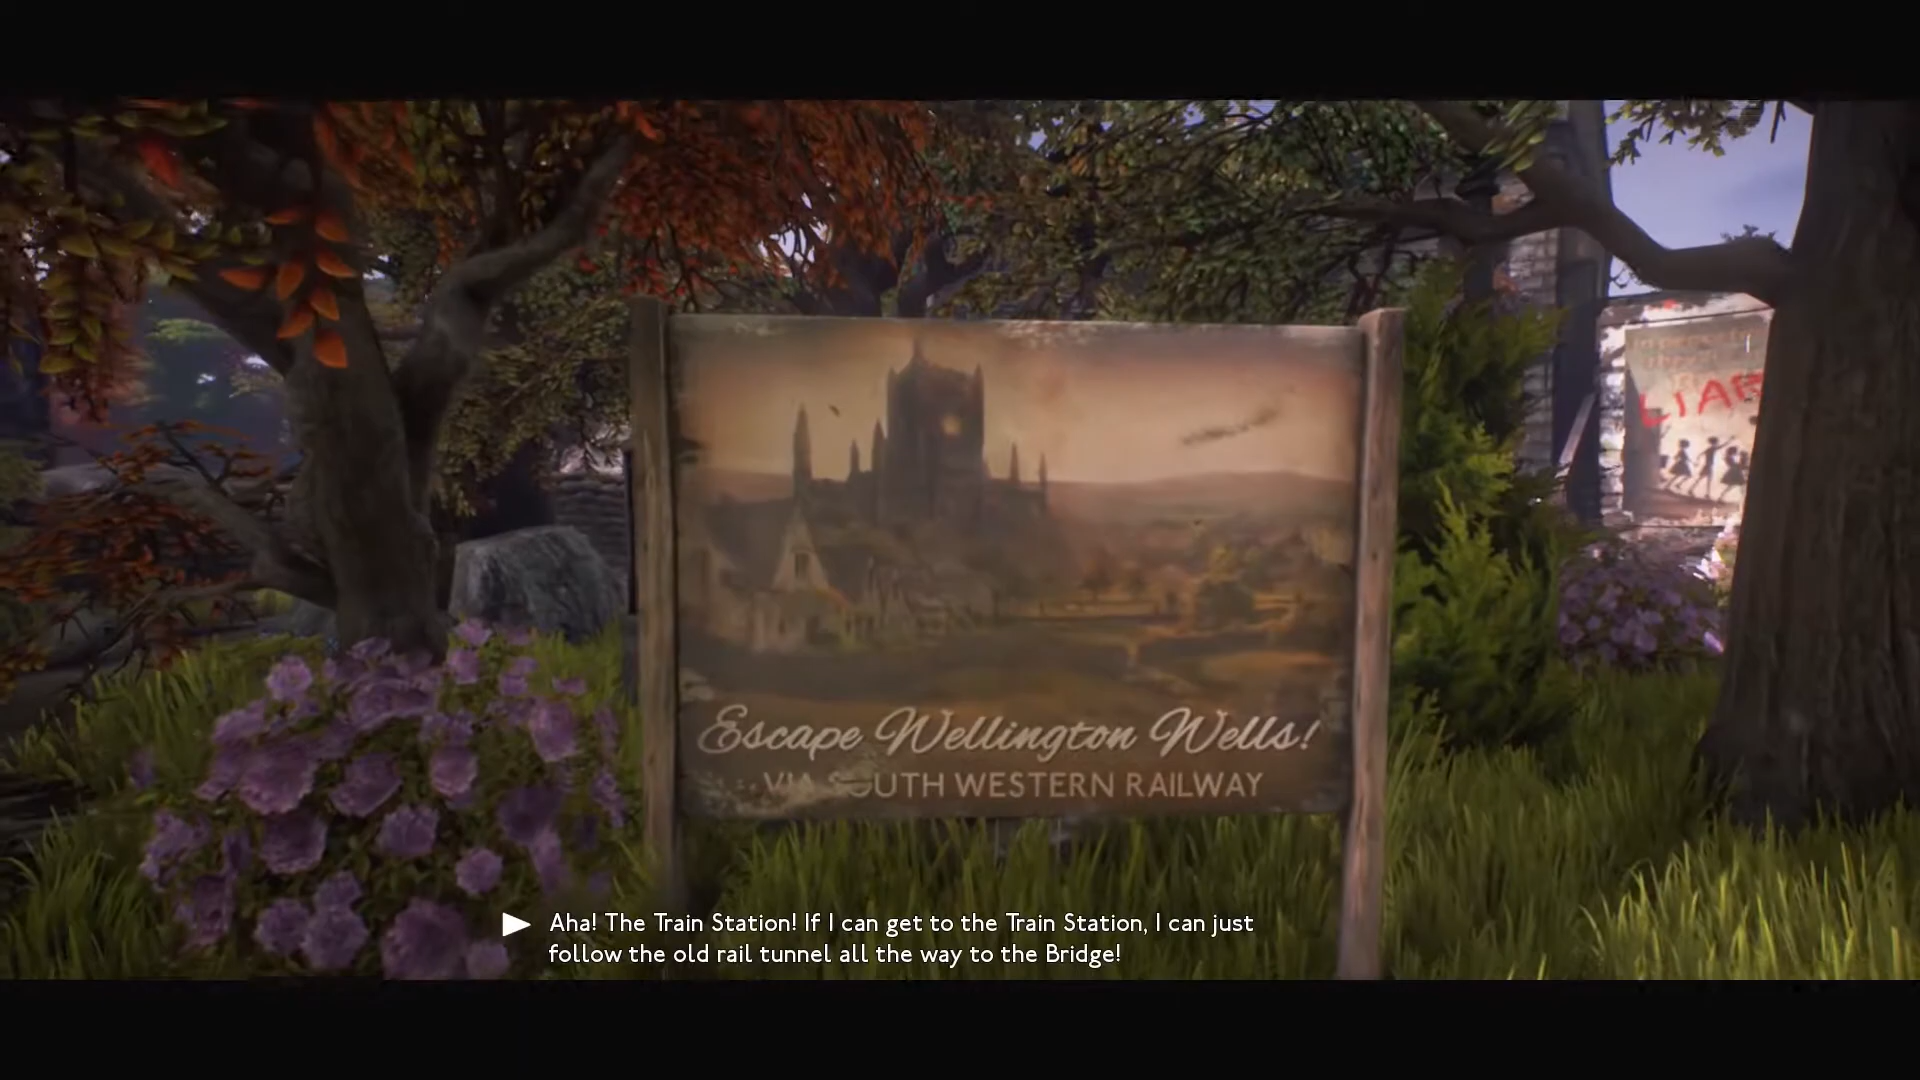 LIAR
Escape Wellington Wells!
VIA SOUTH WESTERN RAILWAY
Aha! The Train Station! If I can get to the Train Station, I can just
follow the old rail tunnel all the way to the Bridge!